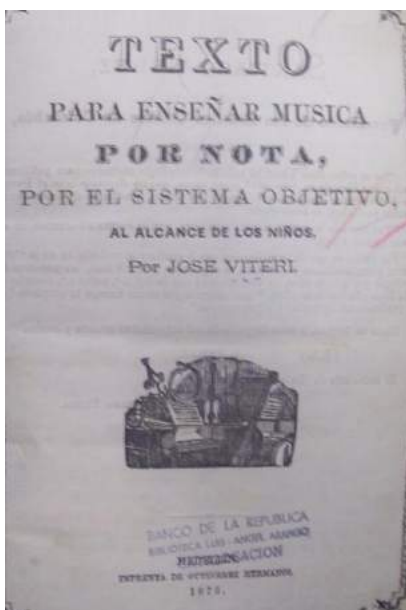 TEXTO
PARA ENSEÑAR MUSICA
POR NOTA,
POR EL SISTEMA OBJETIVO,
AL ALCANCE DE LOS NIÑOS.
Por JOSE VITERI.
BANCO DE LA REPUBLICA
BIBLIOTECA LUIS - ANGEL ARANGO
IMPRENTA DE HERMANOS.